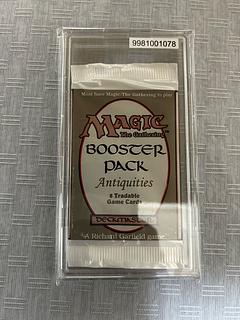 9981001078
Must have Magic: The Gathering to play
MAGIC
The Gathering™
BOOSTER
PACK
Antiquities
8 Tradable
Game Cards
DECKMASTER
A Richard Garfield game